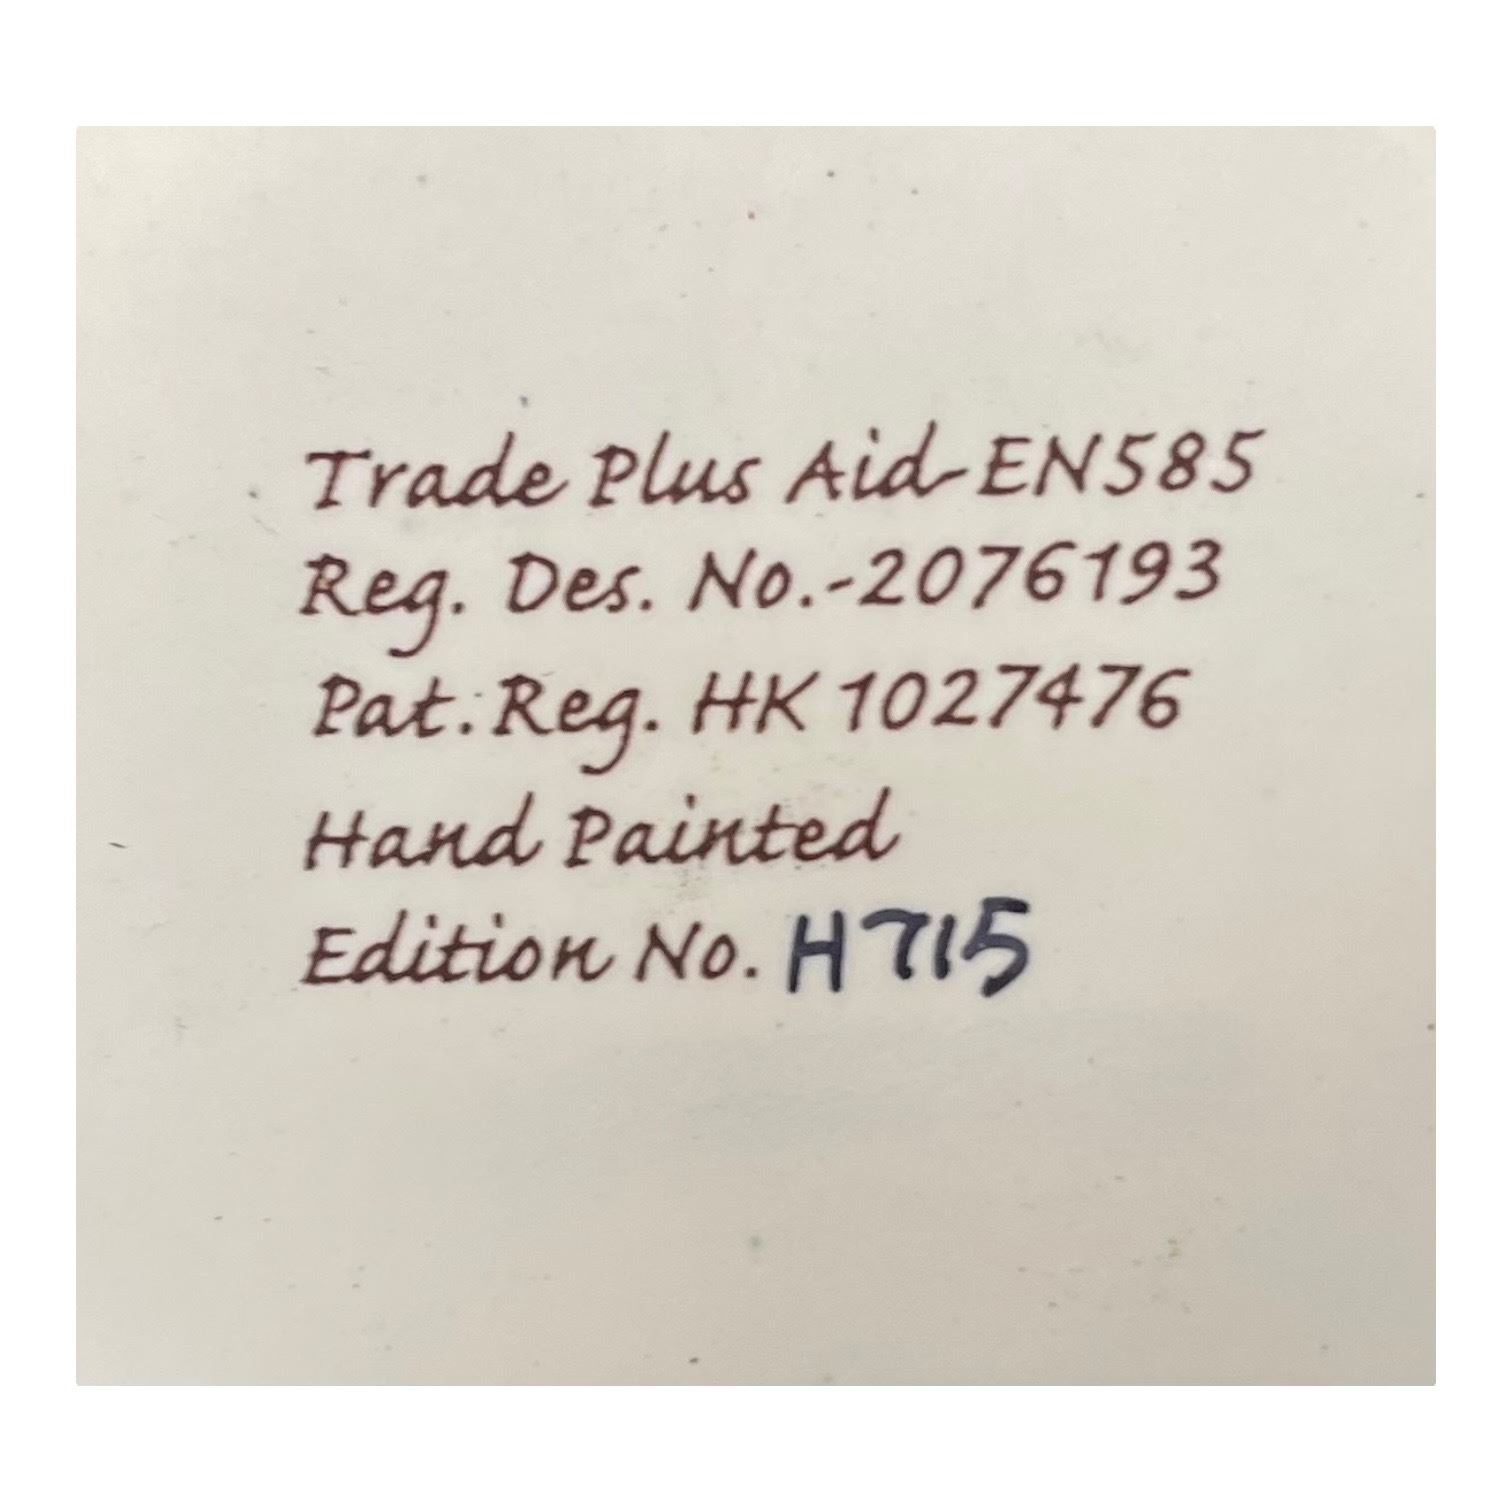 Trade Plus Aid-EN585
Reg. Des. No.-2076193
Pat. Reg. HK 1027476
Hand Painted
Edition No. H715